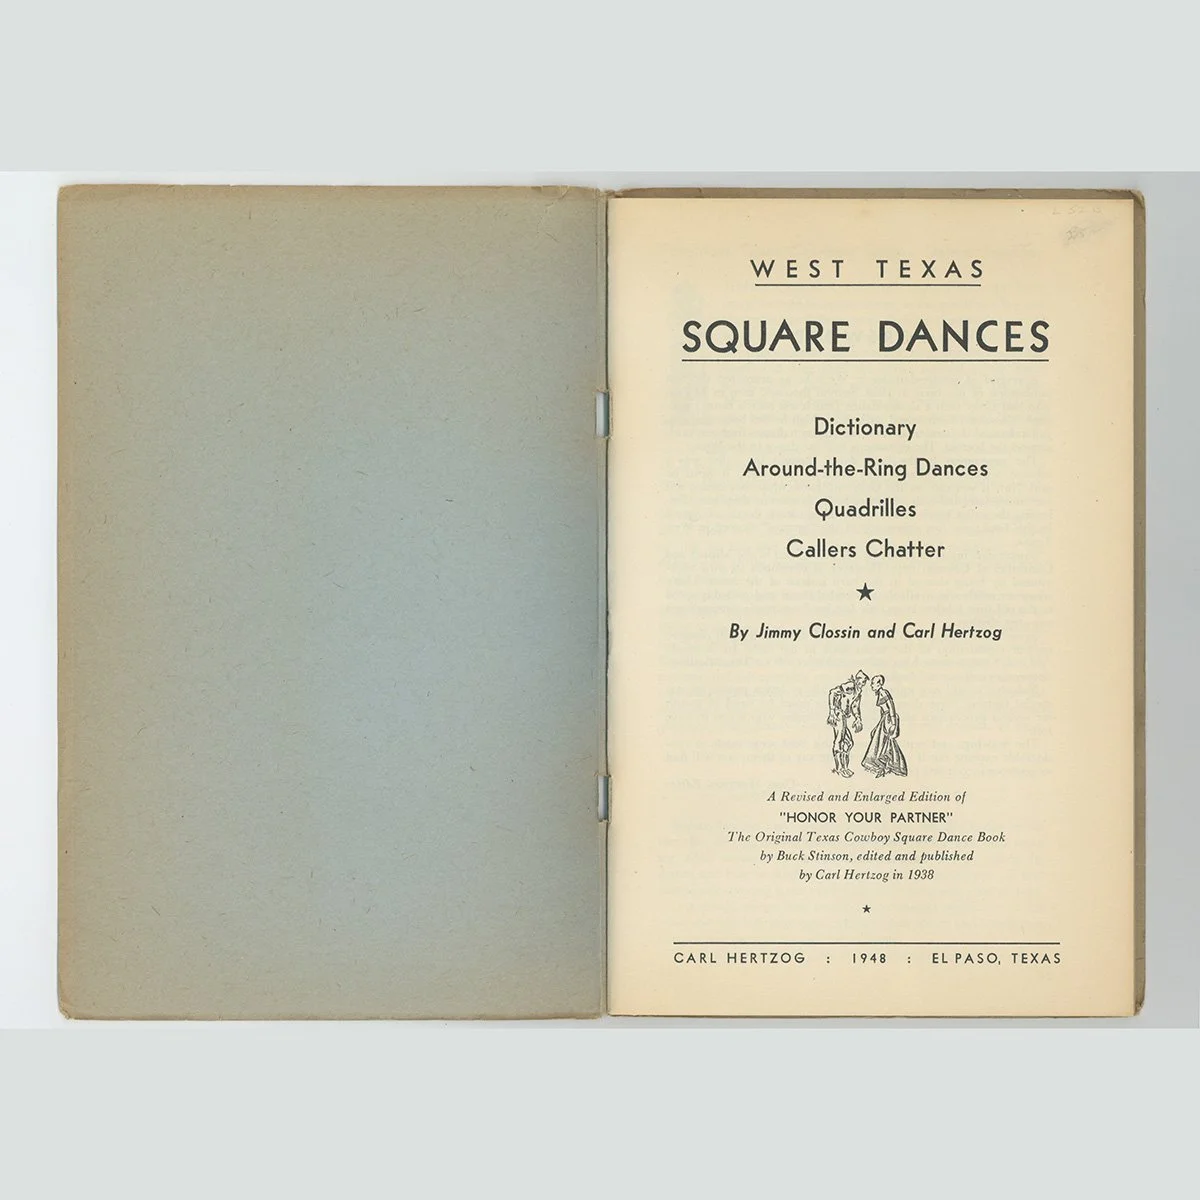 WEST TEXAS
SQUARE DANCES
Dictionary
Around-the-Ring Dances
Quadrilles
Callers Chatter
By Jimmy Clossin and Carl Hertzog
A Revised and Enlarged Edition of
"HONOR YOUR PARTNER"
The Original Texas Cowboy Square Dance Book
by Buck Stinson, edited and published
by Carl Hertzog in 1938
CARL HERTZOG : 1948 : EL PASO, TEXAS